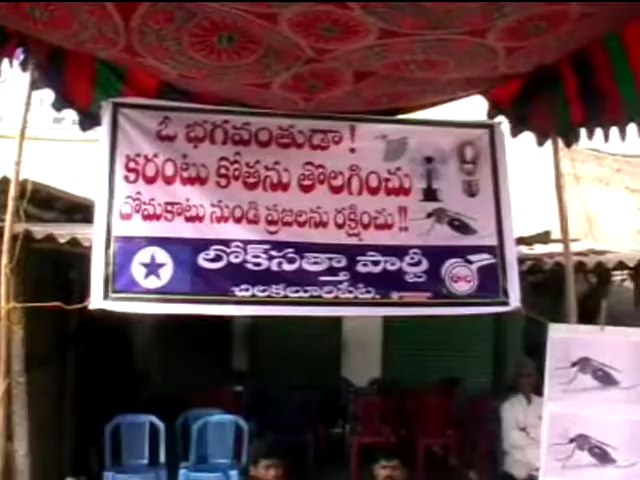 ఓ భగవంతుడా!
కరంటు కోతను తొలగించు
దోమకాటు నుండి ప్రజలను రక్షించు!!
లోక్‌సత్తా పార్టీ
చిలకలూరిపేట.